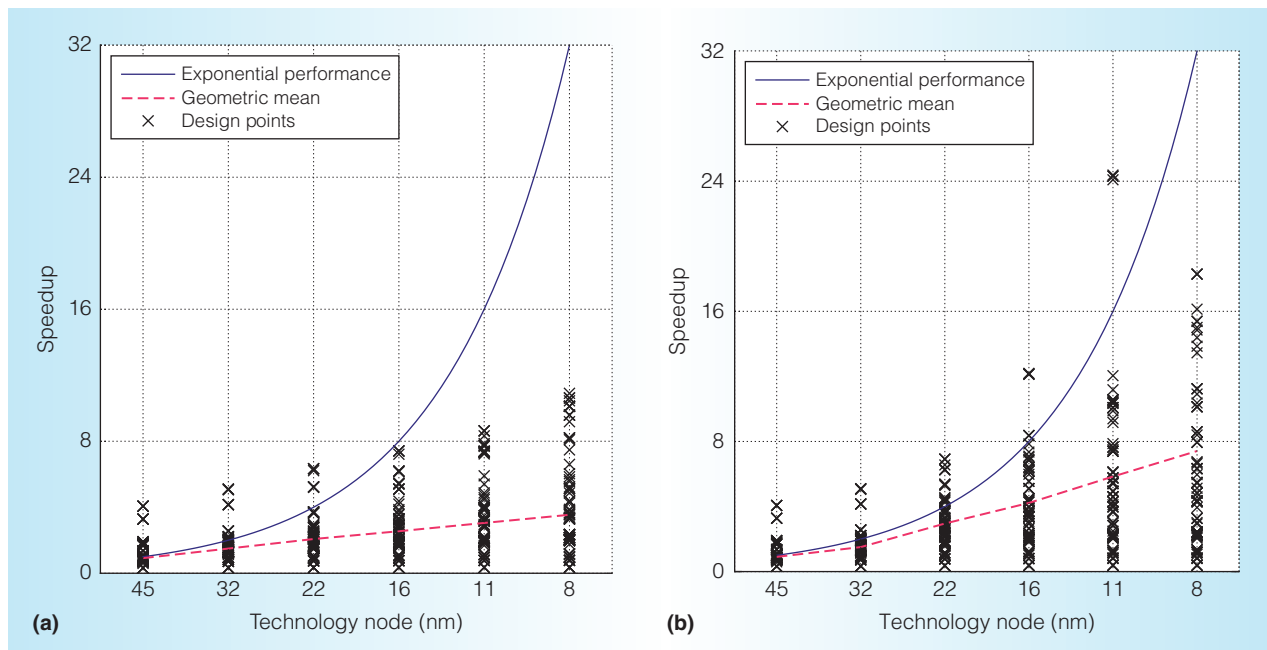 32
24
16
8
0
Speedup
Exponential performance
Geometric mean
Design points
45 32 22 16 11 8
Technology node (nm)
(a)
32
24
16
8
0
Speedup
Exponential performance
Geometric mean
Design points
45 32 22 16 11 8
Technology node (nm)
(b)